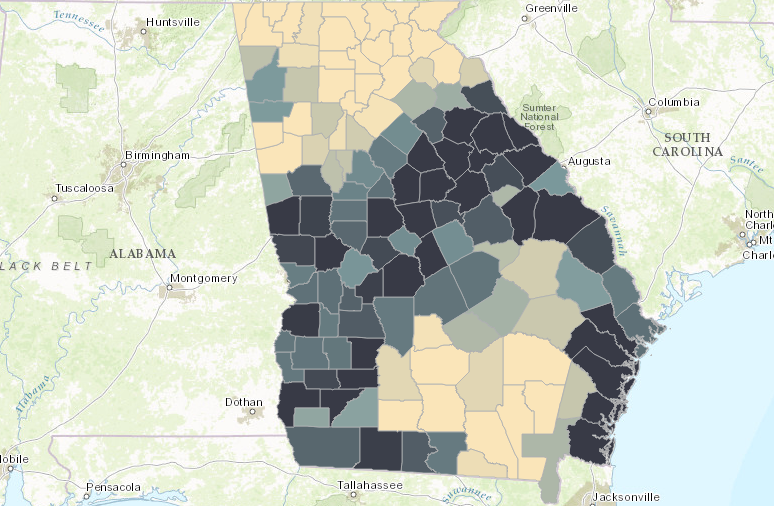 Greenville
Huntsville
Tennessee
Columbia
Sumter
National
Forest
SOUTH
CAROLINA
Birmingham
Augusta
Santee
Tuscaloosa
Savannah
North
Charle
Mt
Charle
ALABAMA
LACK BELT
Montgomery
Alabama
Dothan
lobile
Pensacola
Tallahassee
Suwannee
Jacksonville